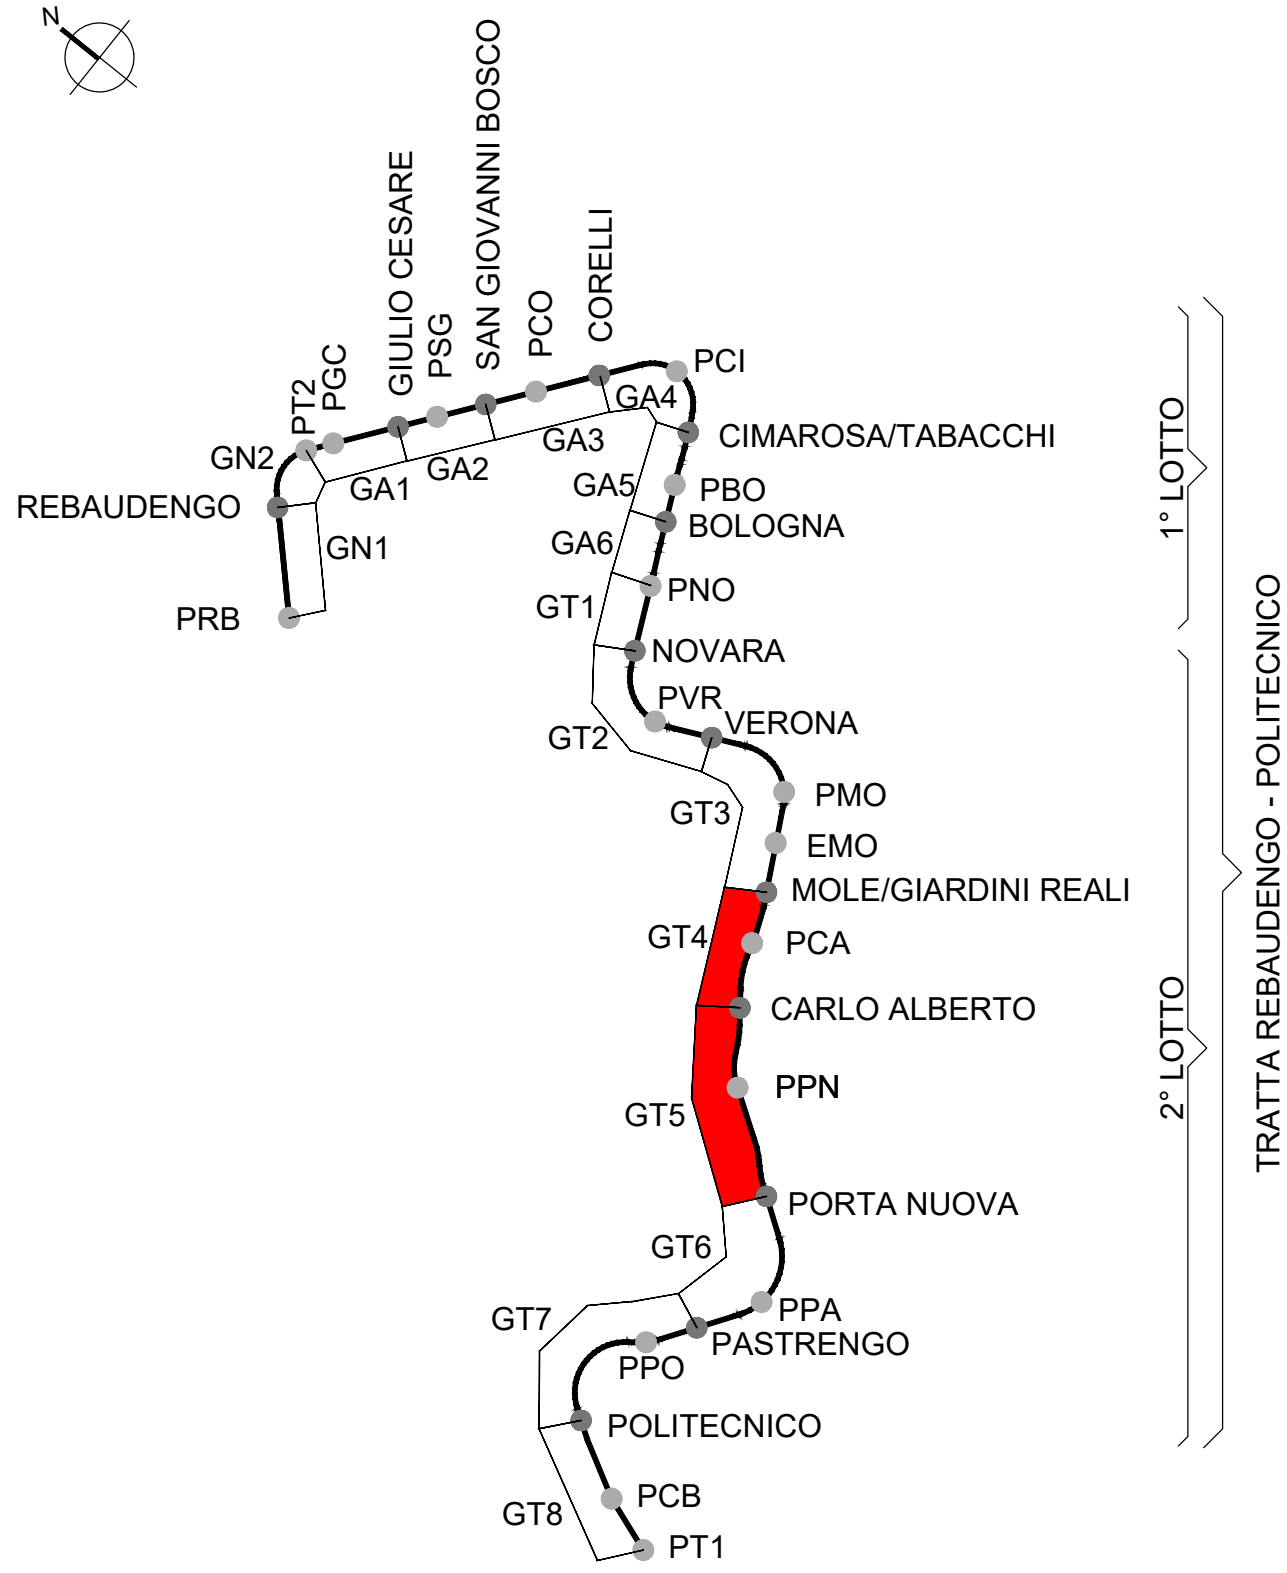 N
SAN GIOVANNI BOSCO
GIULIO CESARE
CORELLI
PCO
PSG
PGC
PT2
PCI
GA4
GN2
GA3
CIMAROSA/TABACCHI
GA2
GA1
GA5
PBO
REBAUDENGO
BOLOGNA
GN1
GA6
PNO
GT1
PRB
NOVARA
PVR
VERONA
GT2
PMO
GT3
EMO
MOLE/GIARDINI REALI
GT4
PCA
CARLO ALBERTO
PPN
GT5
PORTA NUOVA
GT6
PPA
GT7
PASTRENGO
PPO
POLITECNICO
PCB
GT8
PT1
1° LOTTO
2° LOTTO
TRATTA REBAUDENGO - POLITECNICO